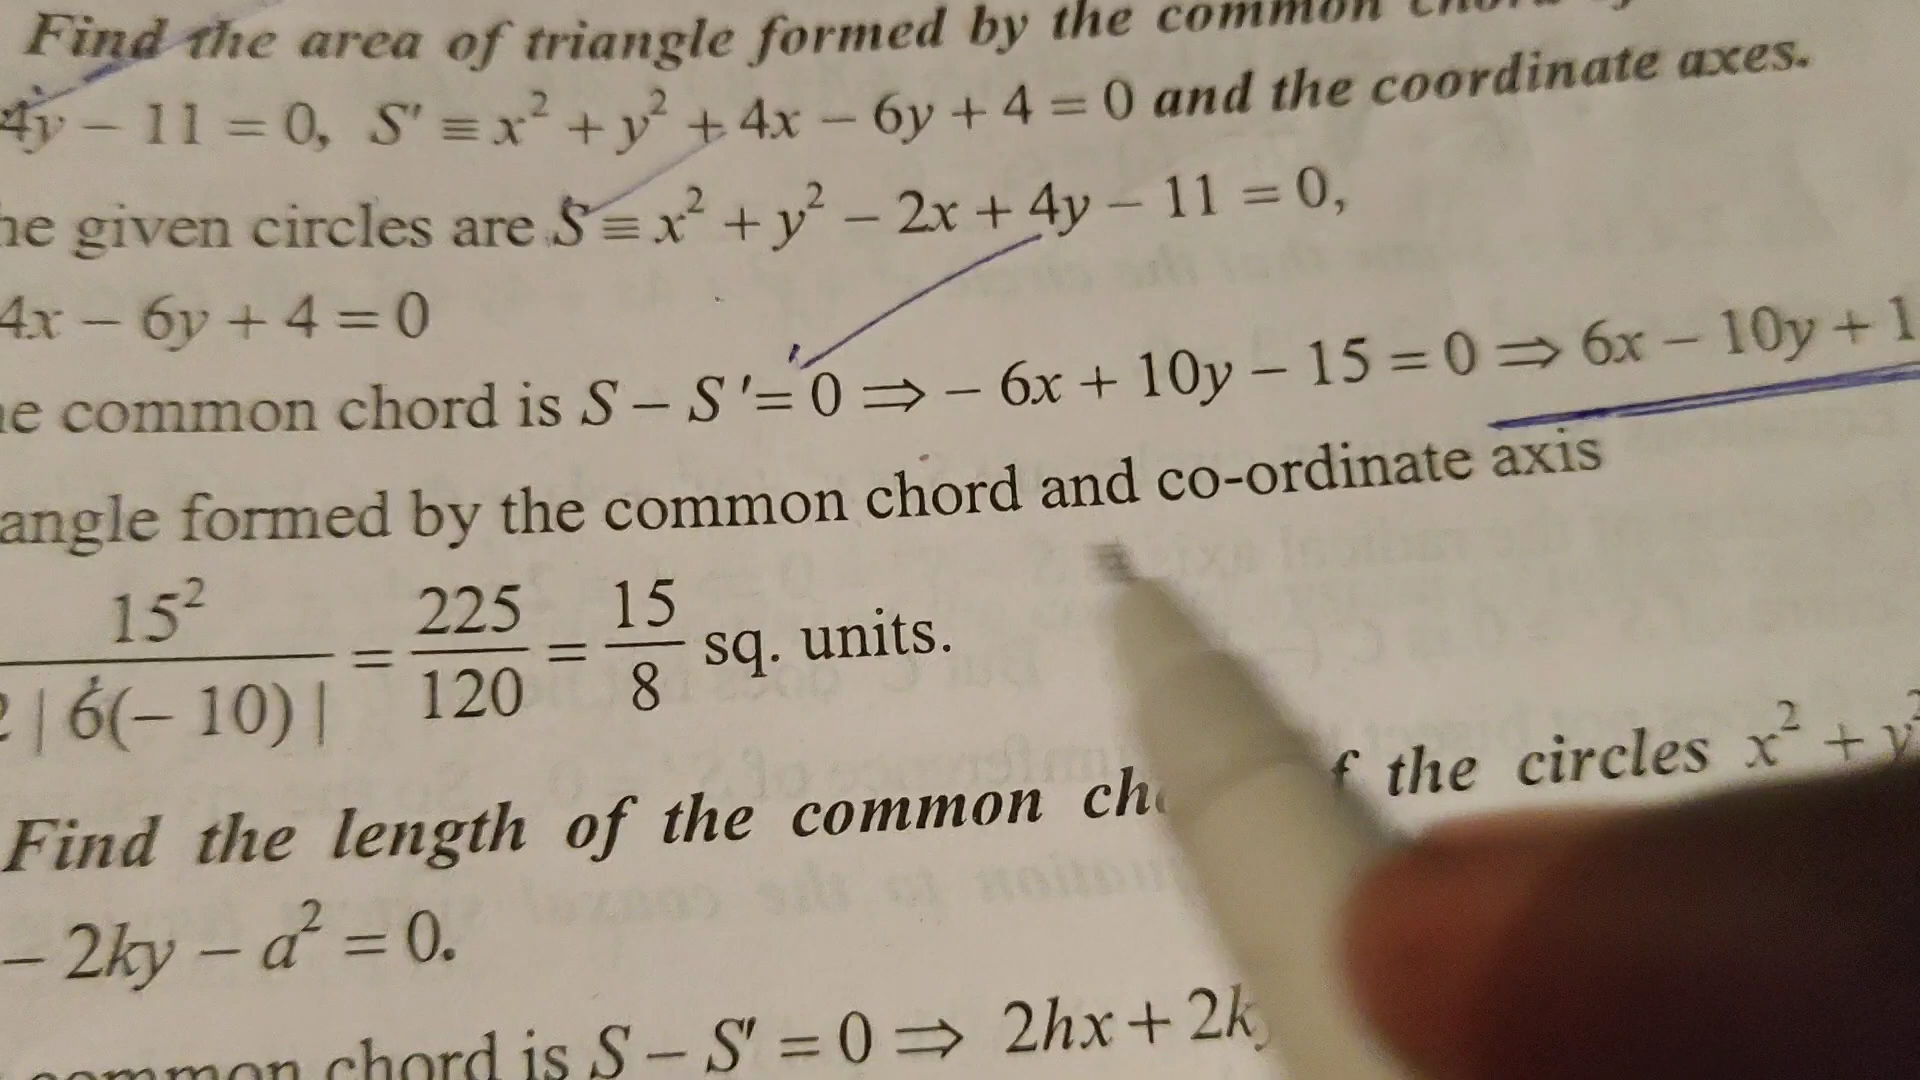 Find the area of triangle formed by the common
4y – 11 = 0, S' ≡ x² + y² + 4x – 6y + 4 = 0 and the coordinate axes.
he given circles are S ≡ x² + y² – 2x + 4y – 11 = 0,
4x – 6y + 4 = 0
e common chord is S – S' = 0 ⇒ – 6x + 10y – 15 = 0 ⇒ 6x – 10y + 1
angle formed by the common chord and co-ordinate axis
15² / 2 | 6(– 10) | = 225 / 120 = 15 / 8 sq. units.
Find the length of the common ch f the circles x² + y²
– 2ky – a² = 0.
common chord is S – S' = 0 ⇒ 2hx + 2k